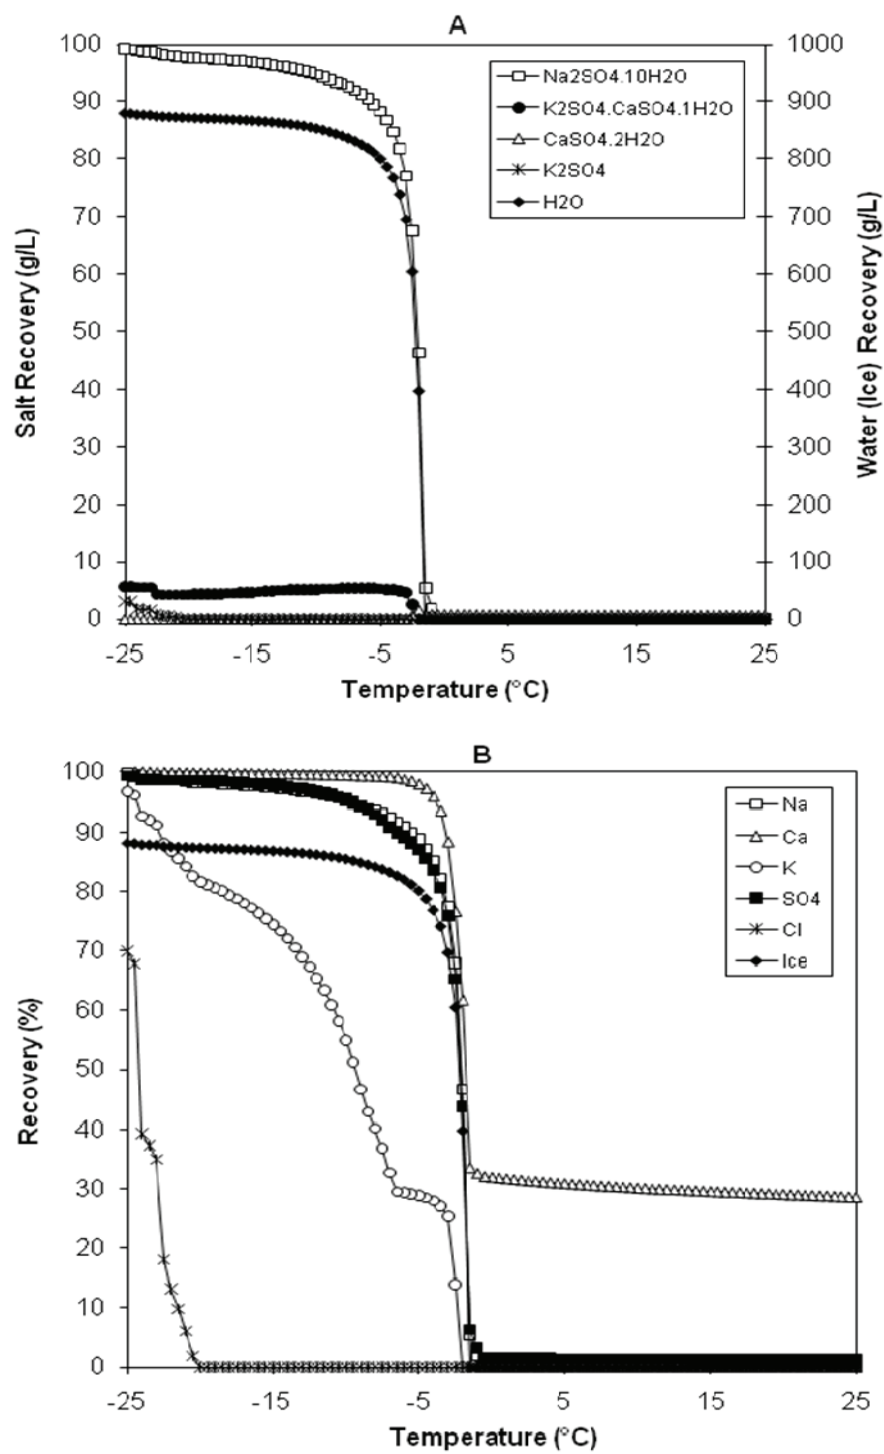 A
100
90
80
70
60
50
40
30
20
10
0
1000
900
800
700
600
500
400
300
200
100
0
Salt Recovery (g/L)
Water (Ice) Recovery (g/L)
Na2SO4.10H2O
K2SO4.CaSO4.1H2O
CaSO4.2H2O
K2SO4
H2O
-25 -15 -5 5 15 25
Temperature (°C)
B
100
90
80
70
60
50
40
30
20
10
0
Recovery (%)
Na
Ca
K
SO4
Cl
Ice
-25 -15 -5 5 15 25
Temperature (°C)